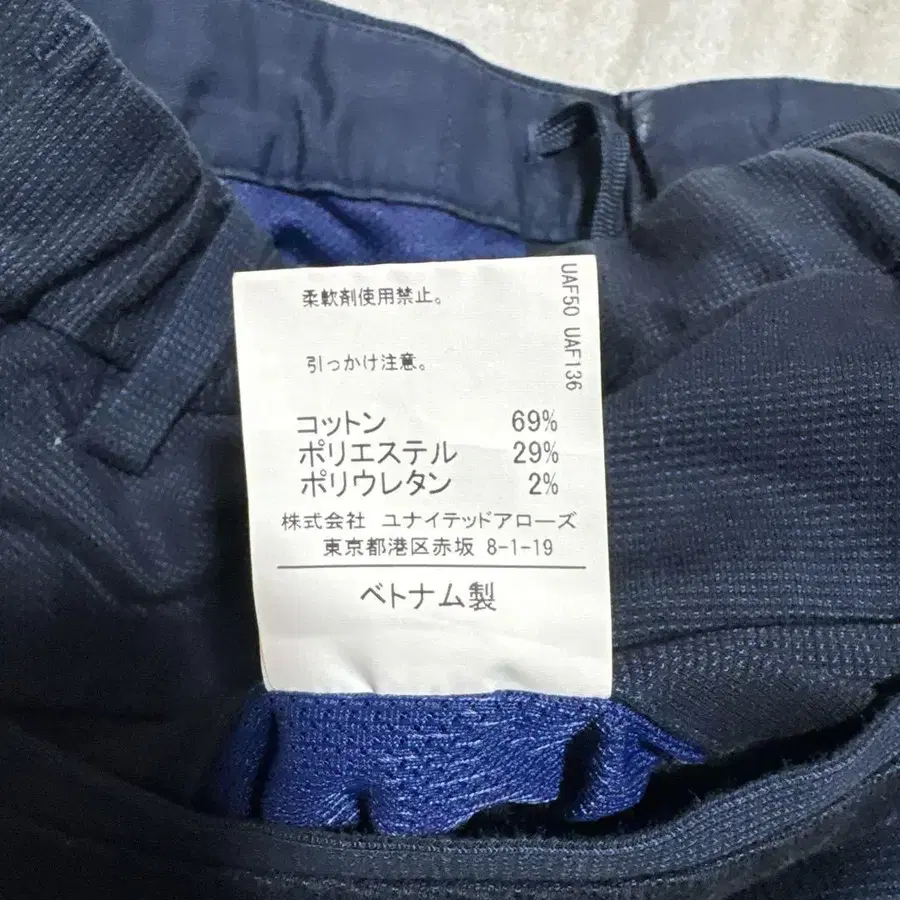 柔軟剤使用禁止。
引っかけ注意。
コットン 69%
ポリエステル 29%
ポリウレタン 2%
株式会社 ユナイテッドアローズ
東京都港区赤坂 8-1-19
ベトナム製
UAF50 UAF136